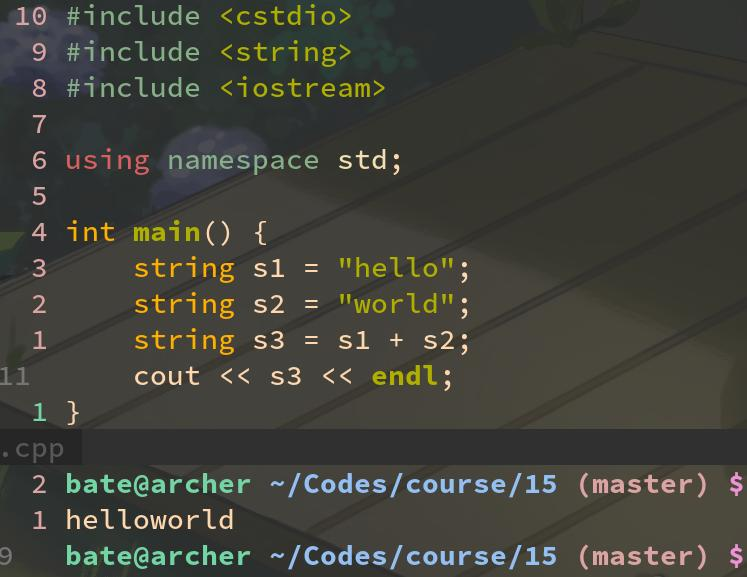 10 #include <cstdio>
9 #include <string>
8 #include <iostream>
7
6 using namespace std;
5
4 int main() {
3     string s1 = "hello";
2     string s2 = "world";
1     string s3 = s1 + s2;
11     cout << s3 << endl;
1 }
.cpp
2 bate@archer ~/Codes/course/15 (master) $
1 helloworld
9 bate@archer ~/Codes/course/15 (master) $